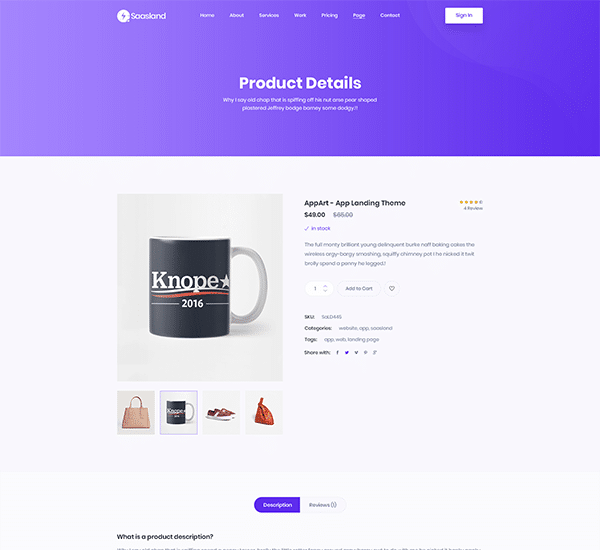 Saasland
Home About Services Work Pricing Page Contact
Sign In
Product Details
Why I say old chap that is spiffing off his nut arse pear shaped
plastered Jeffrey bodge barney some dodgy.!!
AppArt - App Landing Theme
4 Review
$49.00 $65.00
in stock
The full monty brilliant young delinquent burke naff baking cakes the
wireless argy-bargy smashing, squiffy chimney pot I he nicked it twit
brolly spend a penny he legged.!
1 Add to Cart
SKU:
Categories: website, app, saasland
Tags: app, web, landing page
Share with:
Knope
2016
Knope
2016
Description Reviews (1)
What is a product description?